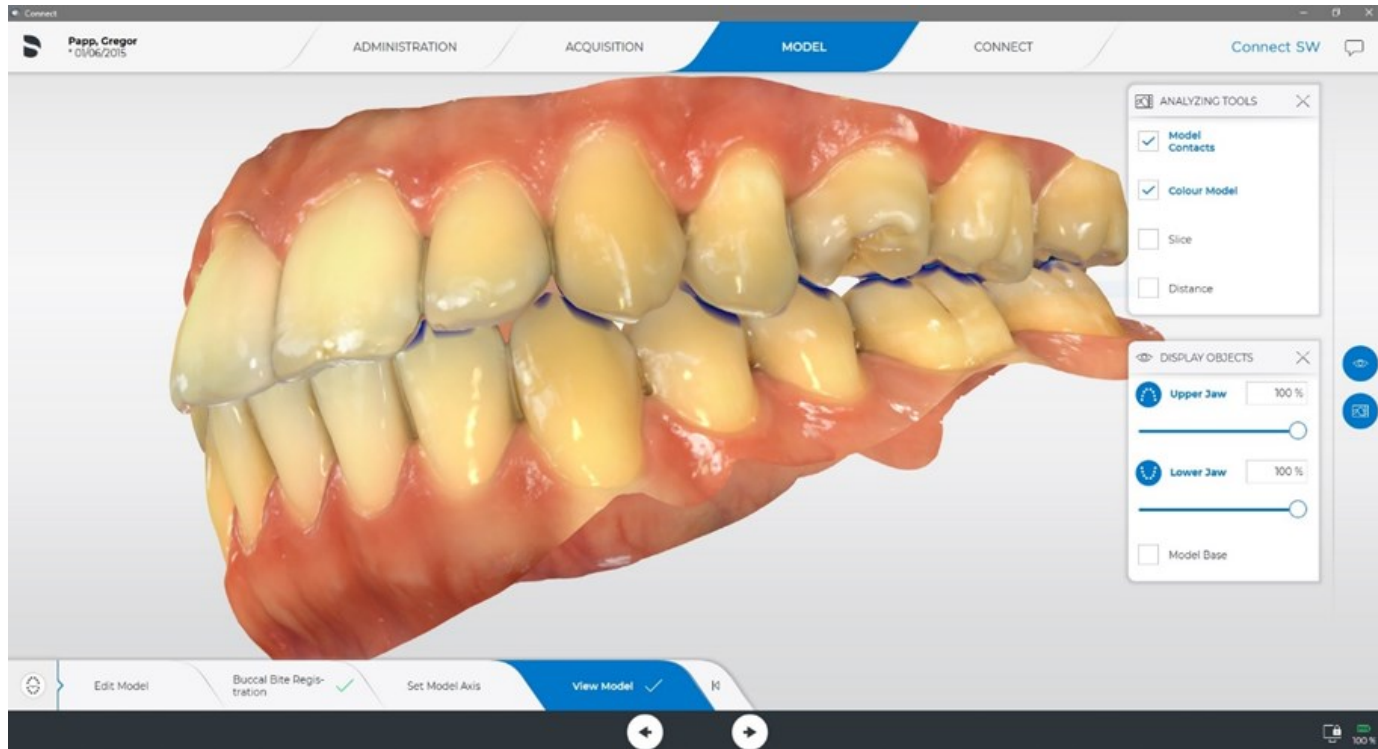 Connect
Papp, Gregor
* 01/06/2015
ADMINISTRATION
ACQUISITION
MODEL
CONNECT
Connect SW
ANALYZING TOOLS
Model
Contacts
Colour Model
Slice
Distance
DISPLAY OBJECTS
Upper Jaw
100 %
Lower Jaw
100 %
Model Base
Edit Model
Buccal Bite Regis-
tration
Set Model Axis
View Model
100 %